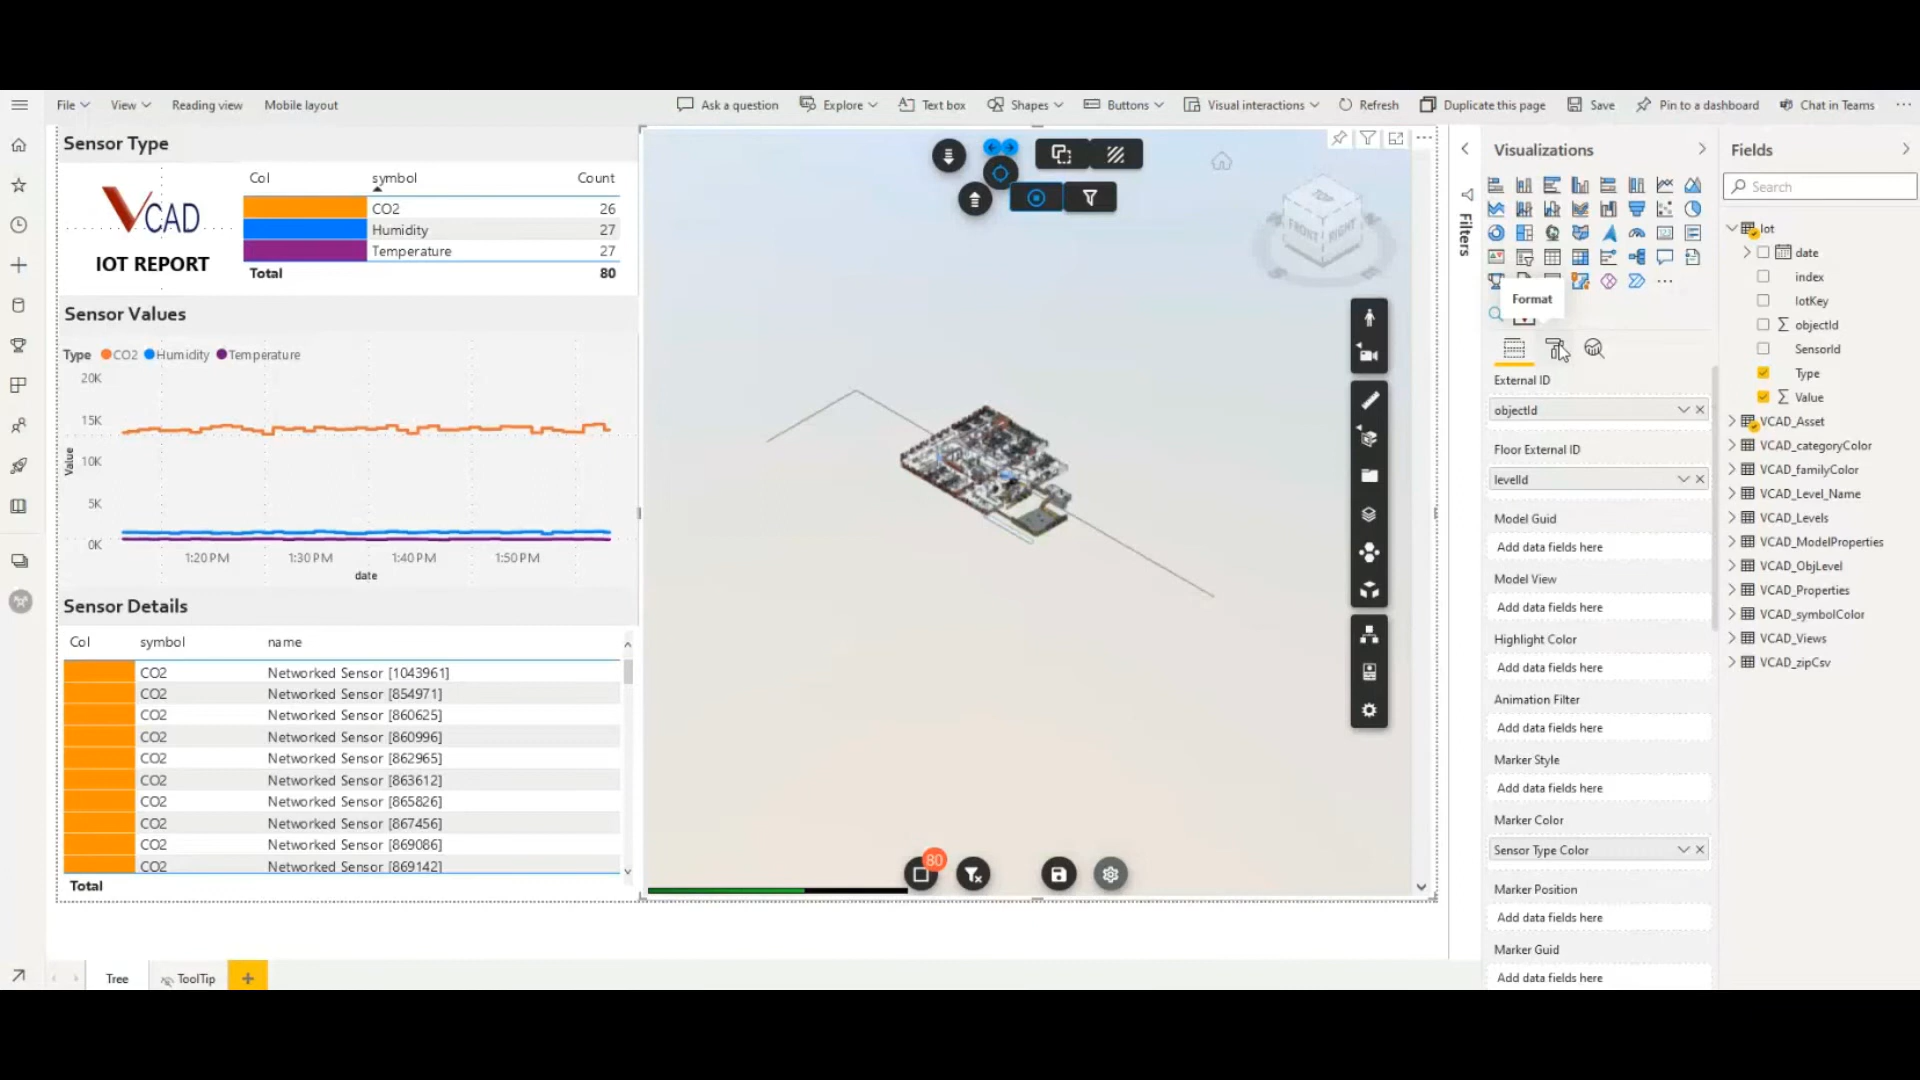 File View Reading view Mobile layout Ask a question Explore Text box Shapes Buttons Visual interactions Refresh Duplicate this page Save Pin to a dashboard Chat in Teams
Sensor Type
VCAD
IOT REPORT
Col symbol Count
CO2 26
Humidity 27
Temperature 27
Total 80
Sensor Values
Type CO2 Humidity Temperature
20K
15K
10K
5K
0K
Value
1:20 PM 1:30 PM 1:40 PM 1:50 PM
date
Sensor Details
Col symbol name
CO2 Networked Sensor [1043961]
CO2 Networked Sensor [854971]
CO2 Networked Sensor [860625]
CO2 Networked Sensor [860996]
CO2 Networked Sensor [862965]
CO2 Networked Sensor [863612]
CO2 Networked Sensor [865826]
CO2 Networked Sensor [867456]
CO2 Networked Sensor [869086]
CO2 Networked Sensor [869142]
Total
FRONT RIGHT
80
Filters
Visualizations
Format
External ID
objectId
Floor External ID
levelId
Model Guid
Add data fields here
Model View
Add data fields here
Highlight Color
Add data fields here
Animation Filter
Add data fields here
Marker Style
Add data fields here
Marker Color
Sensor Type Color
Marker Position
Add data fields here
Marker Guid
Add data fields here
Fields
Search
Iot
date
index
IotKey
objectId
SensorId
Type
Value
VCAD_Asset
VCAD_categoryColor
VCAD_familyColor
VCAD_Level_Name
VCAD_Levels
VCAD_ModelProperties
VCAD_ObjLevel
VCAD_Properties
VCAD_symbolColor
VCAD_Views
VCAD_zipCsv
Tree ToolTip